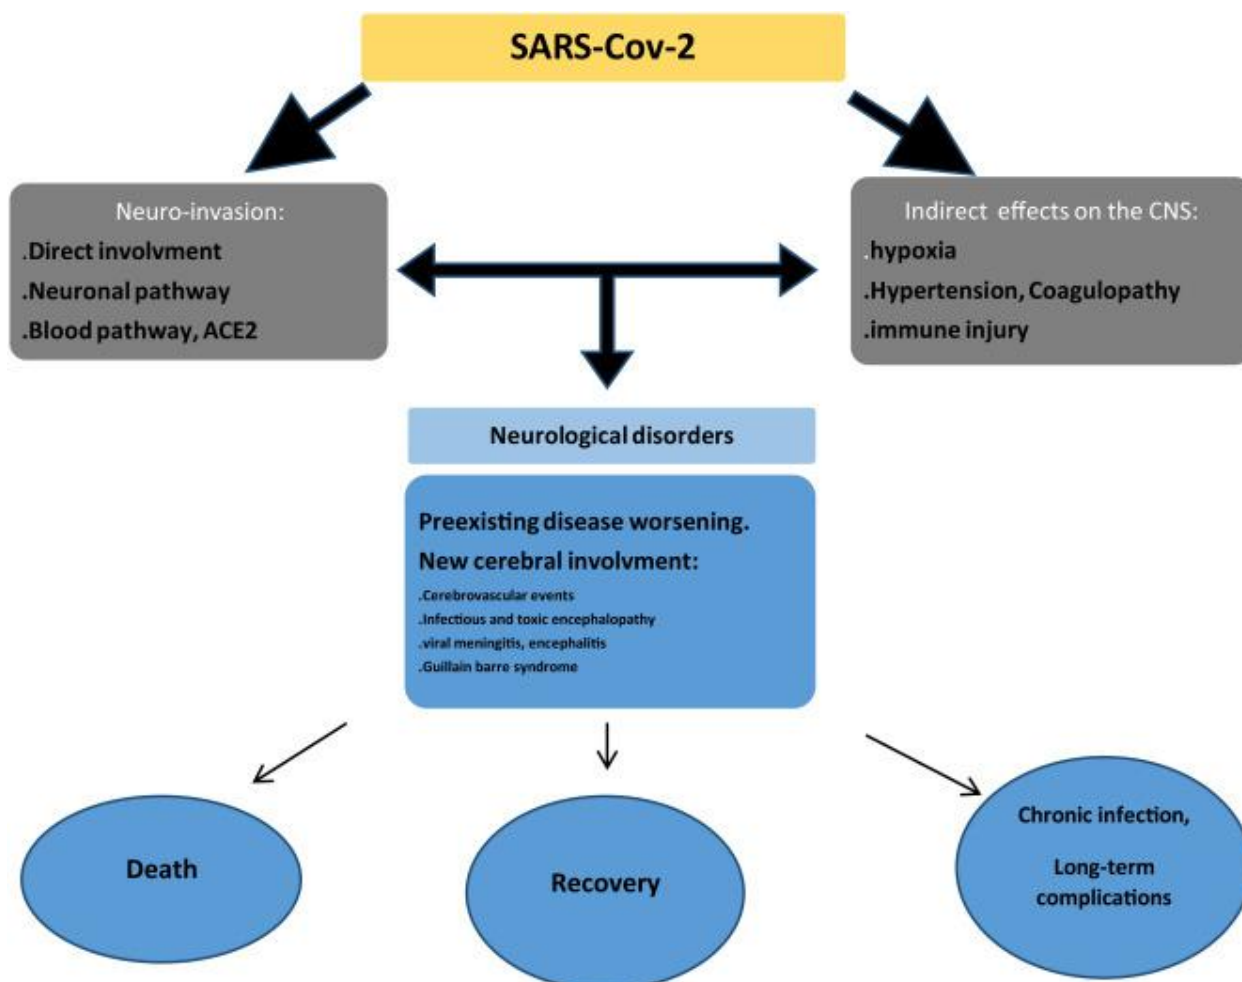 SARS-Cov-2
Neuro-invasion:
.Direct involvment
.Neuronal pathway
.Blood pathway, ACE2
Indirect effects on the CNS:
.hypoxia
.Hypertension, Coagulopathy
.immune injury
Neurological disorders
Preexisting disease worsening.
New cerebral involvment:
.Cerebrovascular events
.Infectious and toxic encephalopathy
.viral meningitis, encephalitis
.Guillain barre syndrome
Death
Recovery
Chronic infection,
Long-term
complications